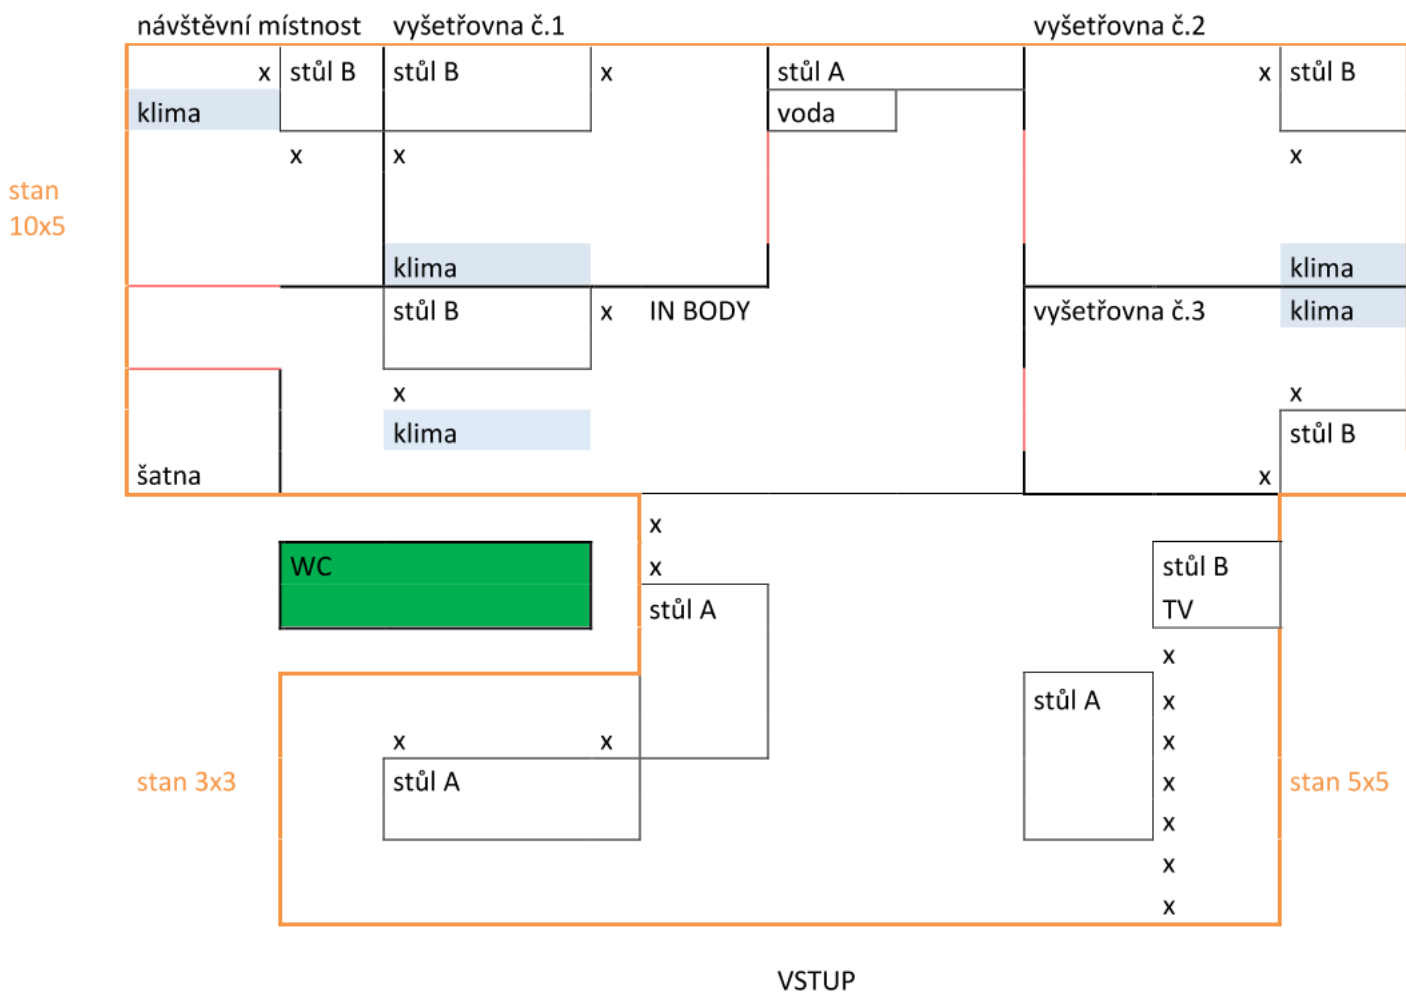 návštěvní místnost vyšetřovna č.1 vyšetřovna č.2
x stůl B stůl B x stůl A x stůl B
klima voda
x x x
stan
10x5
klima klima
stůl B x IN BODY vyšetřovna č.3 klima
x x
klima stůl B
šatna x
x
WC x stůl B
stůl A TV
x
stůl A x
x x x
stan 3x3 stůl A x stan 5x5
x
x
x
VSTUP